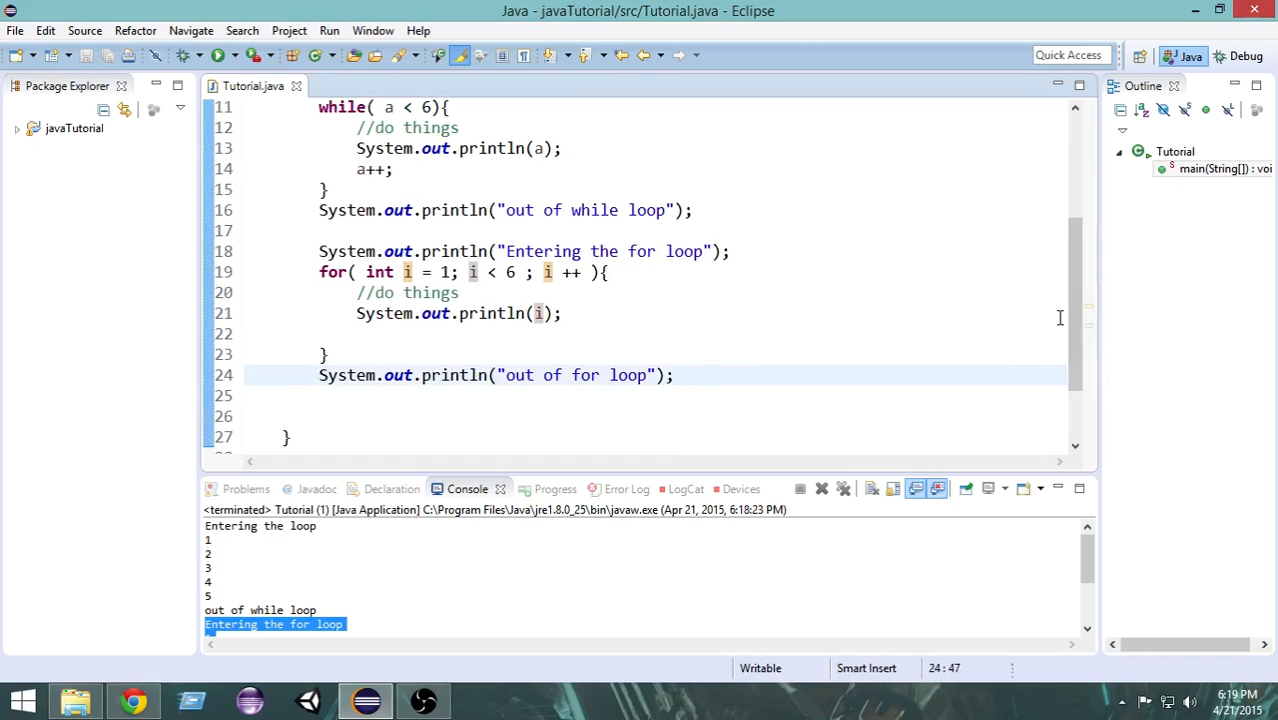 Java - javaTutorial/src/Tutorial.java - Eclipse
File Edit Source Refactor Navigate Search Project Run Window Help
Quick Access
Java
Debug
Package Explorer
Tutorial.java
Outline
javaTutorial
Tutorial
main(String[]) : voi
11 while( a < 6){
12 //do things
13 System.out.println(a);
14 a++;
15 }
16 System.out.println("out of while loop");
17
18 System.out.println("Entering the for loop");
19 for( int i = 1; i < 6 ; i ++ ){
20 //do things
21 System.out.println(i);
22
23 }
24 System.out.println("out of for loop");
25
26
27 }
Problems Javadoc Declaration Console Progress Error Log LogCat Devices
<terminated> Tutorial (1) [Java Application] C:\Program Files\Java\jre1.8.0_25\bin\javaw.exe (Apr 21, 2015, 6:18:23 PM)
Entering the loop
1
2
3
4
5
out of while loop
Entering the for loop
Writable
Smart Insert
24 : 47
6:19 PM
4/21/2015